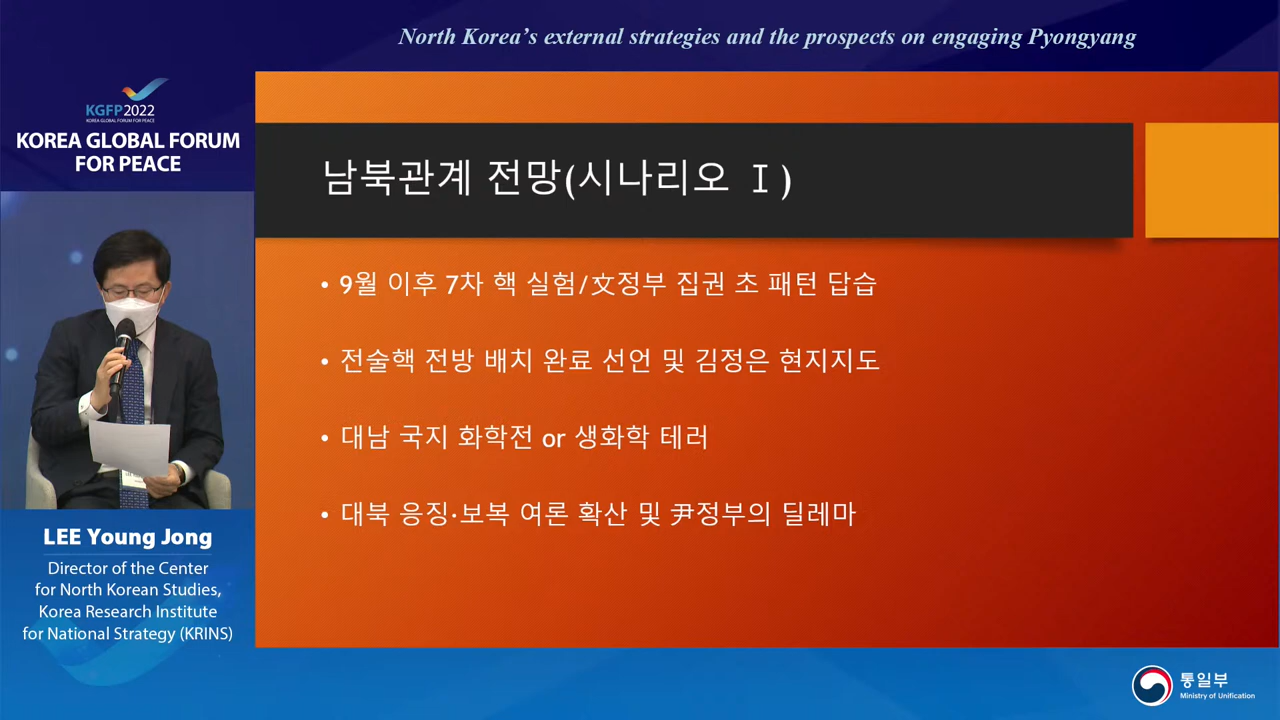 North Korea's external strategies and the prospects on engaging Pyongyang
KGFP2022
KOREA GLOBAL FORUM FOR PEACE
KOREA GLOBAL FORUM
FOR PEACE
남북관계 전망(시나리오 Ⅰ)
• 9월 이후 7차 핵 실험/文정부 집권 초 패턴 답습
• 전술핵 전방 배치 완료 선언 및 김정은 현지지도
• 대남 국지 화학전 or 생화학 테러
• 대북 응징·보복 여론 확산 및 尹정부의 딜레마
LEE Young Jong
Director of the Center
for North Korean Studies,
Korea Research Institute
for National Strategy (KRINS)
통일부
Ministry of Unification